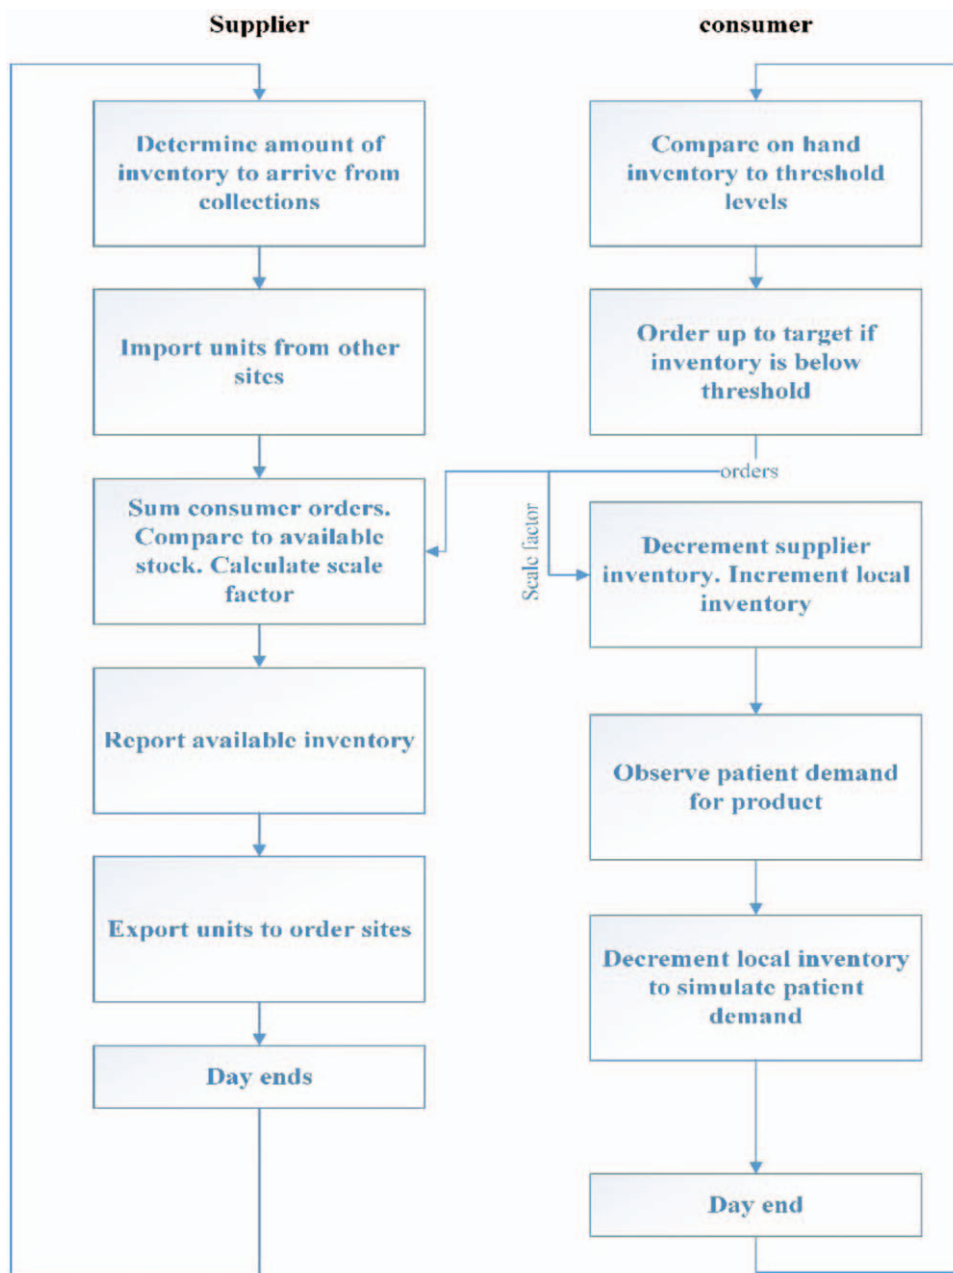 Supplier
Determine amount of
inventory to arrive from
collections
Import units from other
sites
Sum consumer orders.
Compare to available
stock. Calculate scale
factor
Report available inventory
Export units to order sites
Day ends
consumer
Compare on hand
inventory to threshold
levels
Order up to target if
inventory is below
threshold
orders
Scale factor
Decrement supplier
inventory. Increment local
inventory
Observe patient demand
for product
Decrement local inventory
to simulate patient
demand
Day end